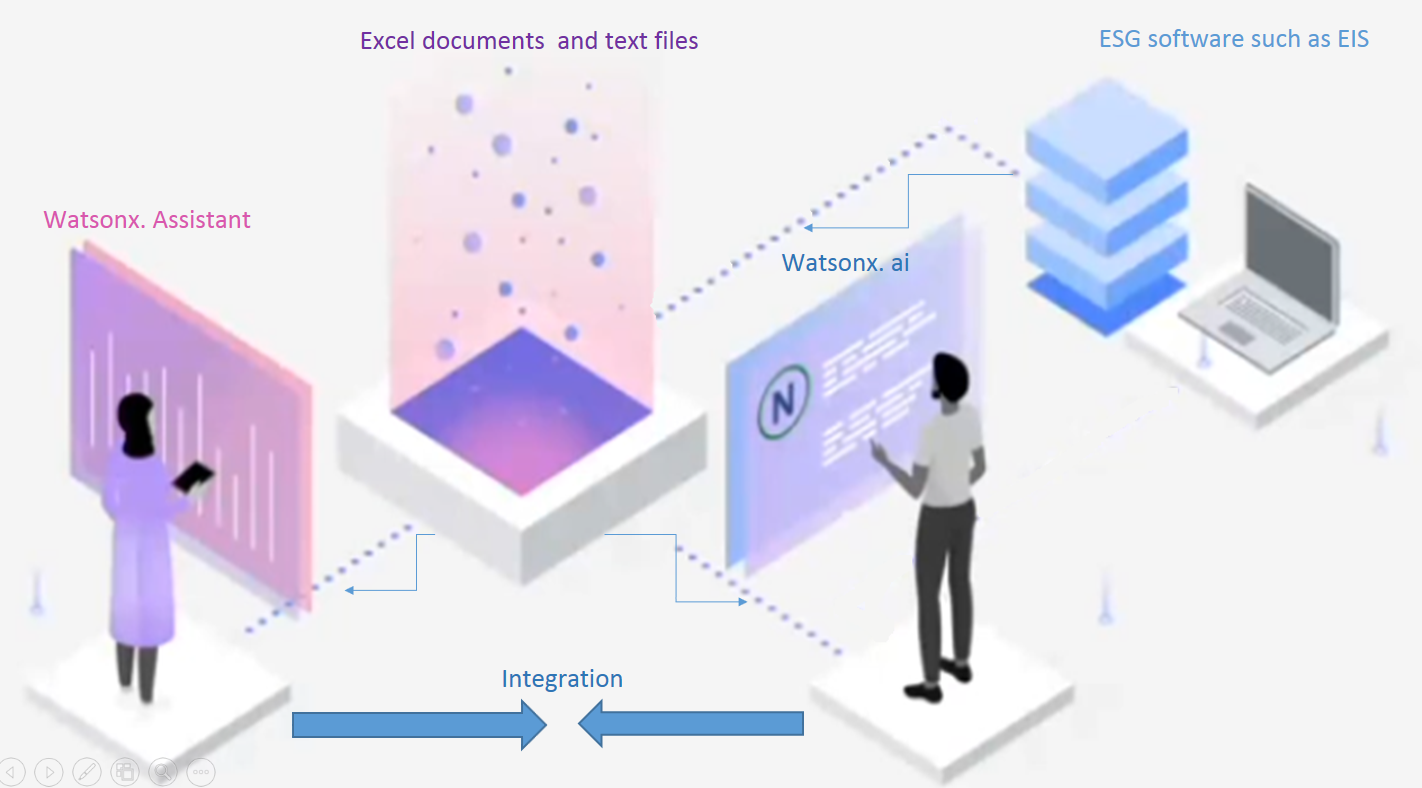 Excel documents  and text files
ESG software such as EIS
Watsonx. Assistant
Watsonx. ai
N
Integration